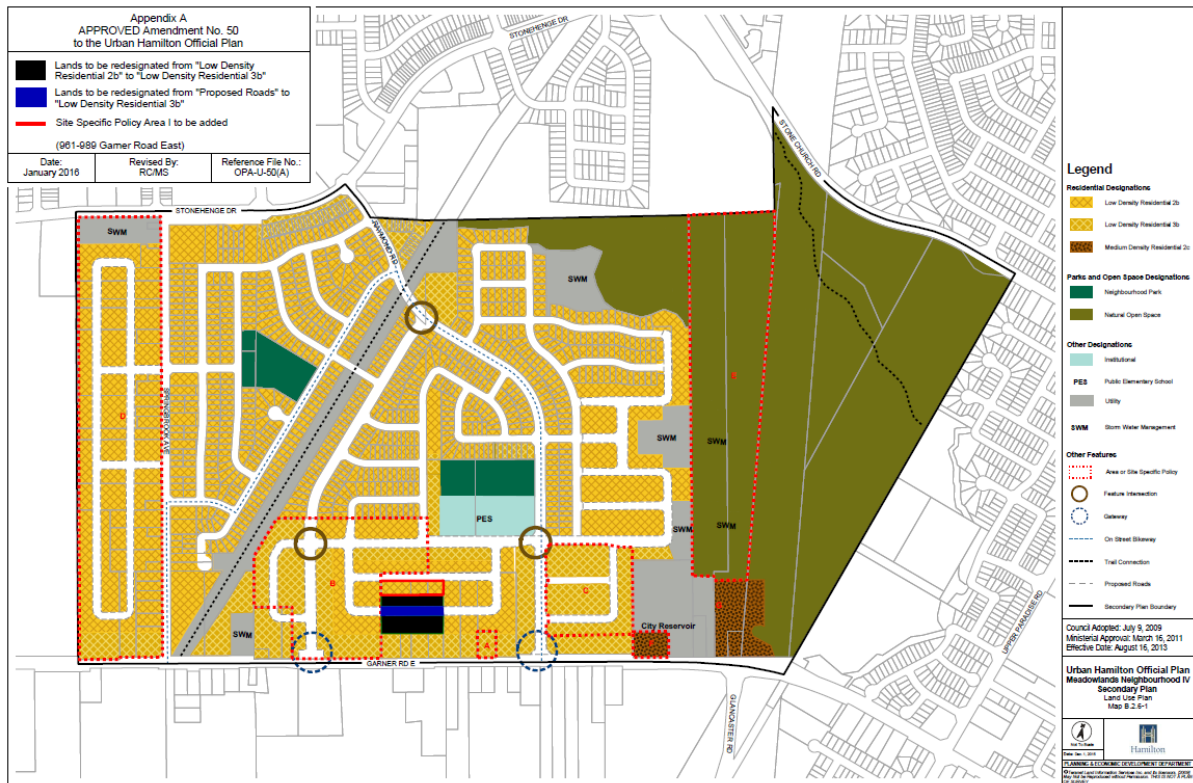 Appendix A
APPROVED Amendment No. 50
to the Urban Hamilton Official Plan
Lands to be redesignated from "Low Density
Residential 2b" to "Low Density Residential 3b"
Lands to be redesignated from "Proposed Roads" to
"Low Density Residential 3b"
Site Specific Policy Area I to be added
(961-989 Garner Road East)
Date:
January 2016
Revised By:
RC/MS
Reference File No.:
OPA-U-50(A)
STONEHENGE DR
STONE CHURCH RD
STONEHENGE DR
RAYMOND RD
SWM
SWM
D
SPRINGBROOK AVE
E
SWM
SWM
PES
SWM
SWM
B
C
SWM
A
City Reservoir
GARNER RD E
GLANCASTER RD
UPPER PARADISE RD
Legend
Residential Designations
Low Density Residential 2b
Low Density Residential 3b
Medium Density Residential 2c
Parks and Open Space Designations
Neighbourhood Park
Natural Open Space
Other Designations
Institutional
PES Public Elementary School
Utility
SWM Storm Water Management
Other Features
Area or Site Specific Policy
Feature Intersection
Gateway
On Street Bikeway
Trail Connection
Proposed Roads
Secondary Plan Boundary
Council Adopted: July 9, 2009
Ministerial Approval: March 16, 2011
Effective Date: August 16, 2013
Urban Hamilton Official Plan
Meadowlands Neighbourhood IV
Secondary Plan
Land Use Plan
Map B.2.6-1
Not To Scale
Hamilton
PLANNING & ECONOMIC DEVELOPMENT DEPARTMENT